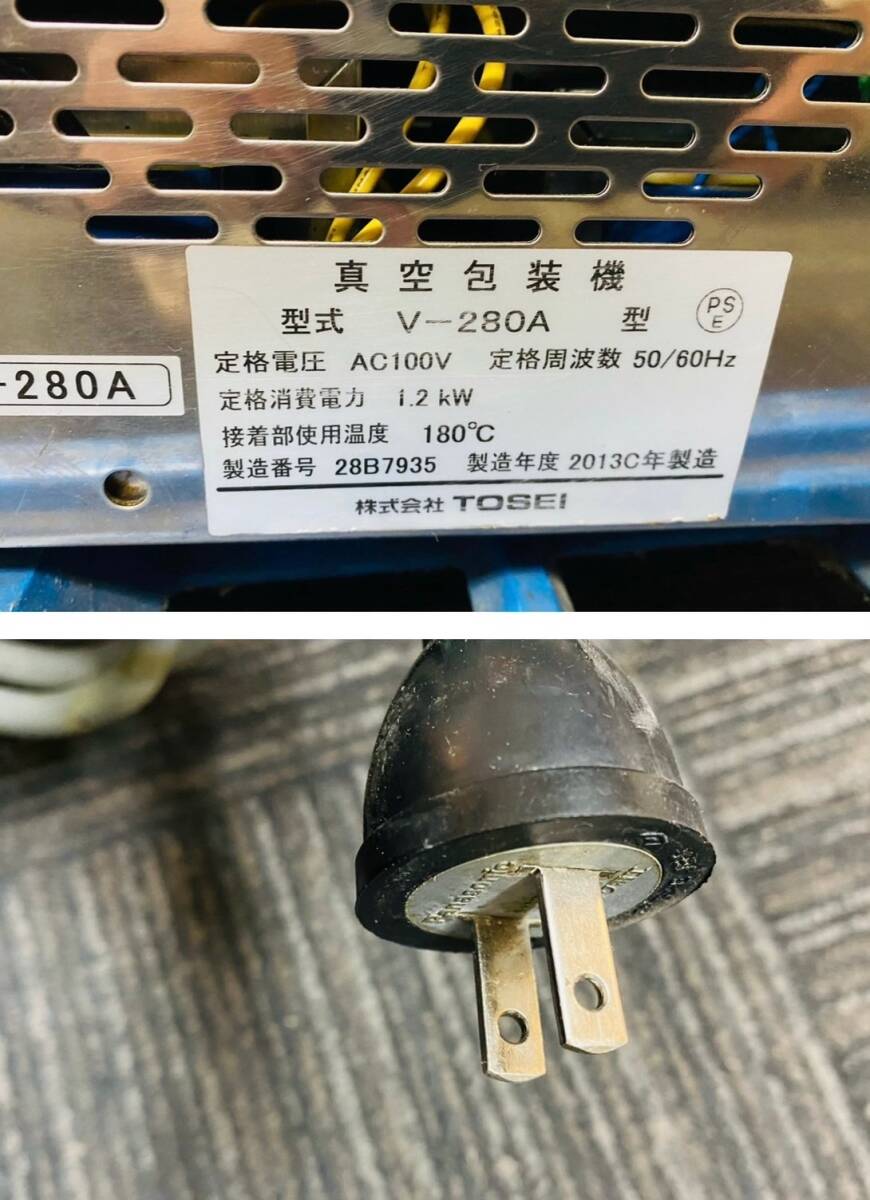 真空包装機
型式 V-280A 型 PSE
定格電圧 AC100V 定格周波数 50/60Hz
定格消費電力 1.2 kW
接着部使用温度 180℃
製造番号 28B7935 製造年度 2013C年製造
株式会社 TOSEI
-280A
Panasonic